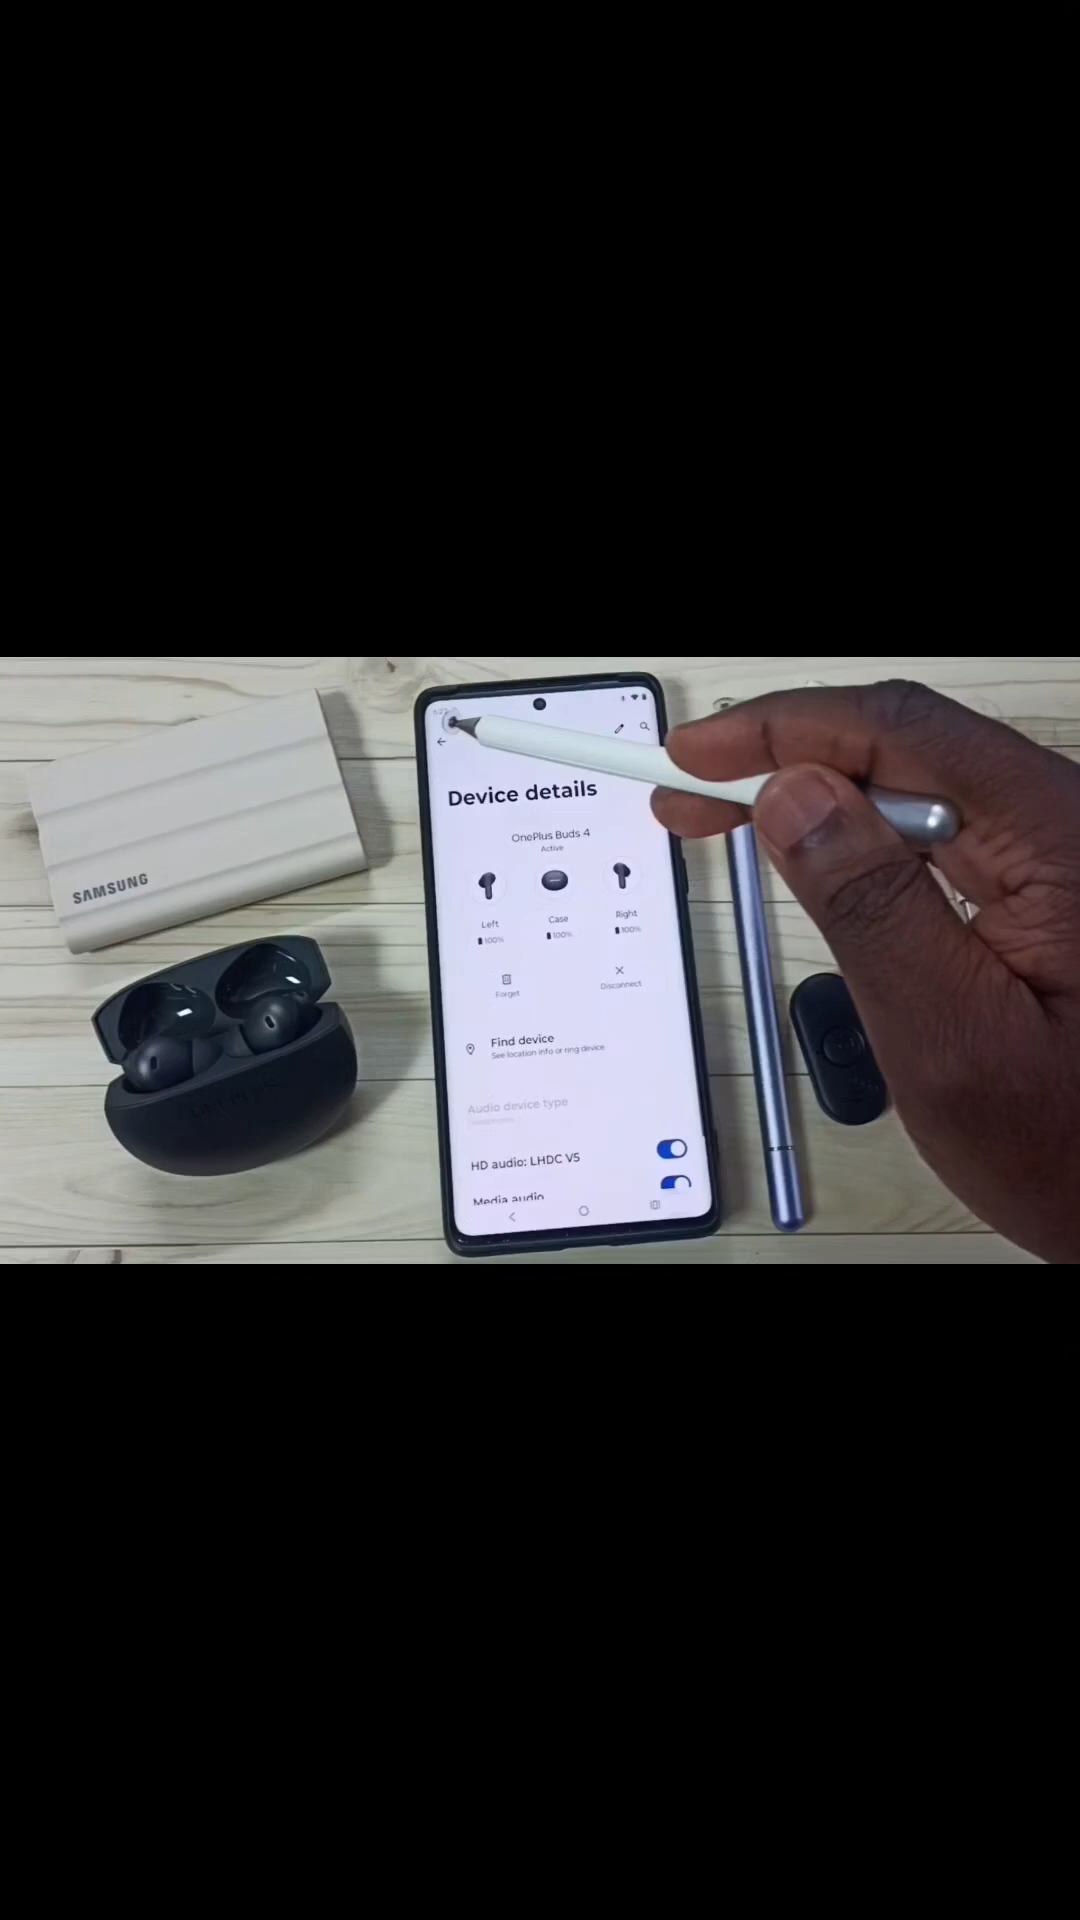 SAMSUNG
Device details
OnePlus Buds 4
Active
Left
Case
Right
100%
100%
100%
Forget
Disconnect
Find device
See location info or ring device
Audio device type
HD audio: LHDC V5
Media audio